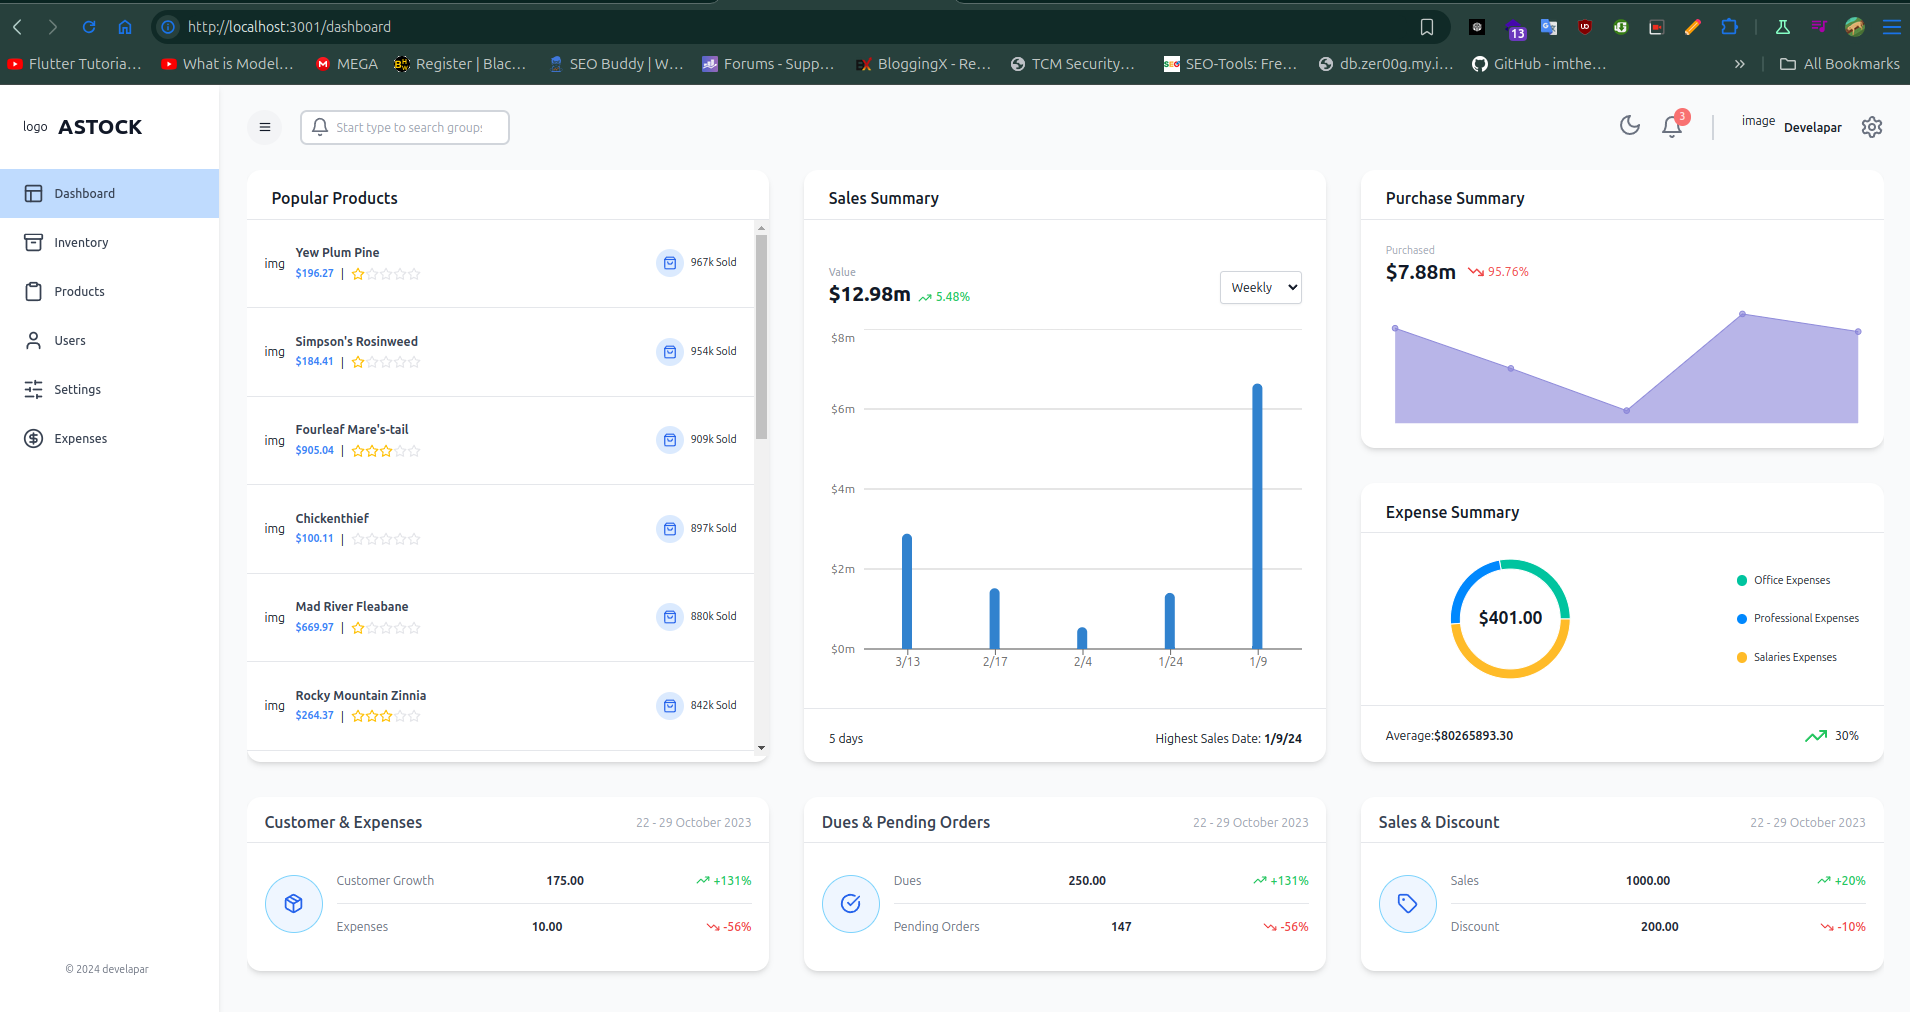 http://localhost:3001/dashboard
13
Flutter Tutoria...
What is Model...
MEGA
Register | Blac...
SEO Buddy | W...
Forums - Supp...
BloggingX - Re...
TCM Security...
SEO-Tools: Fre...
db.zer00g.my.i...
GitHub - imthe...
»
All Bookmarks
logo ASTOCK
Start type to search groups
3
image
Develapar
Dashboard
Inventory
Products
Users
Settings
Expenses
© 2024 develapar
Popular Products
img
Yew Plum Pine
$196.27 |
967k Sold
img
Simpson's Rosinweed
$184.41 |
954k Sold
img
Fourleaf Mare's-tail
$905.04 |
909k Sold
img
Chickenthief
$100.11 |
897k Sold
img
Mad River Fleabane
$669.97 |
880k Sold
img
Rocky Mountain Zinnia
$264.37 |
842k Sold
Sales Summary
Value
$12.98m 5.48%
Weekly
$8m
$6m
$4m
$2m
$0m
3/13 2/17 2/4 1/24 1/9
5 days
Highest Sales Date: 1/9/24
Purchase Summary
Purchased
$7.88m 95.76%
Expense Summary
$401.00
Office Expenses
Professional Expenses
Salaries Expenses
Average:$80265893.30
30%
Customer & Expenses
22 - 29 October 2023
Customer Growth 175.00 +131%
Expenses 10.00 -56%
Dues & Pending Orders
22 - 29 October 2023
Dues 250.00 +131%
Pending Orders 147 -56%
Sales & Discount
22 - 29 October 2023
Sales 1000.00 +20%
Discount 200.00 -10%